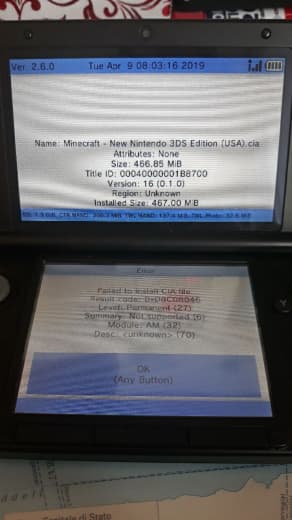 Ver. 2.6.0
Tue Apr 9 08:03:16 2019
Name: Minecraft - New Nintendo 3DS Edition (USA).cia
Attributes: None
Size: 466.85 MiB
Title ID: 00040000001B8700
Version: 16 (0.1.0)
Region: Unknown
Installed Size: 467.00 MiB
Error
Failed to install CIA file.
Level: Permanent (27)
Summary: Not supported (6)
Module: AM (32)
Desc: <unknown> (70)
OK
(Any Button)
Capitale di Stato